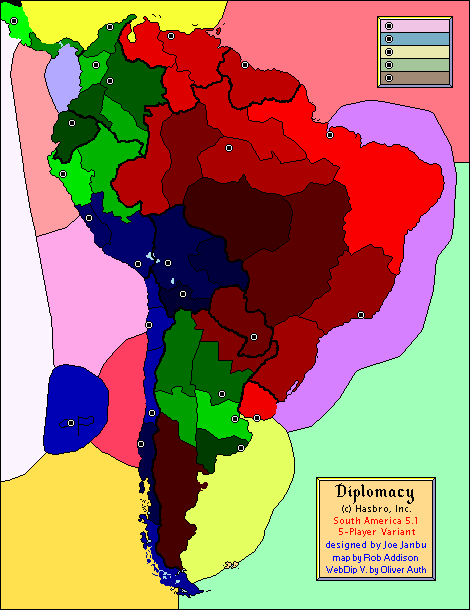 Diplomacy
(c) Hasbro, Inc.
South America 5.1
5-Player Variant
designed by Joe Janbu
map by Rob Addison
WebDip V. by Oliver Auth